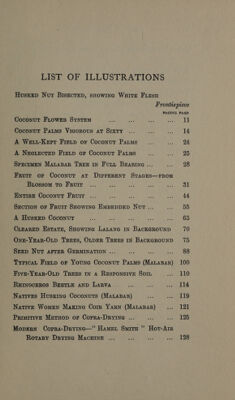 LIST OF ILLUSTRATIONS
Husked Nut Bisected, showing White Flesh
Frontispiece
FACING PAGE
Coconut Flower System ... ... ... ... 11
Coconut Palms Vigorous at Sixty ... ... ... 14
A Well-Kept Field of Coconut Palms ... ... 24
A Neglected Field of Coconut Palms ... ... 25
Specimen Malabar Tree in Full Bearing ... ... 28
Fruit of Coconut at Different Stages—from
Blossom to Fruit ... ... ... ... ... 31
Entire Coconut Fruit ... ... ... ... ... 44
Section of Fruit Showing Embedded Nut ... ... 55
A Husked Coconut ... ... ... ... ... 63
Cleared Estate, Showing Lalang in Background 70
One-Year-Old Trees, Older Trees in Background 75
Seed Nut after Germination ... ... ... ... 88
Typical Field of Young Coconut Palms (Malabar) 100
Five-Year-Old Trees in a Responsive Soil ... 110
Rhinoceros Beetle and Larva ... ... ... ... 114
Natives Husking Coconuts (Malabar) ... ... 119
Native Women Making Coir Yarn (Malabar) ... 121
Primitive Method of Copra-Drying ... ... ... 125
Modern Copra-Drying—"Hamel Smith" Hot-Air
Rotary Drying Machine ... ... ... ... 128